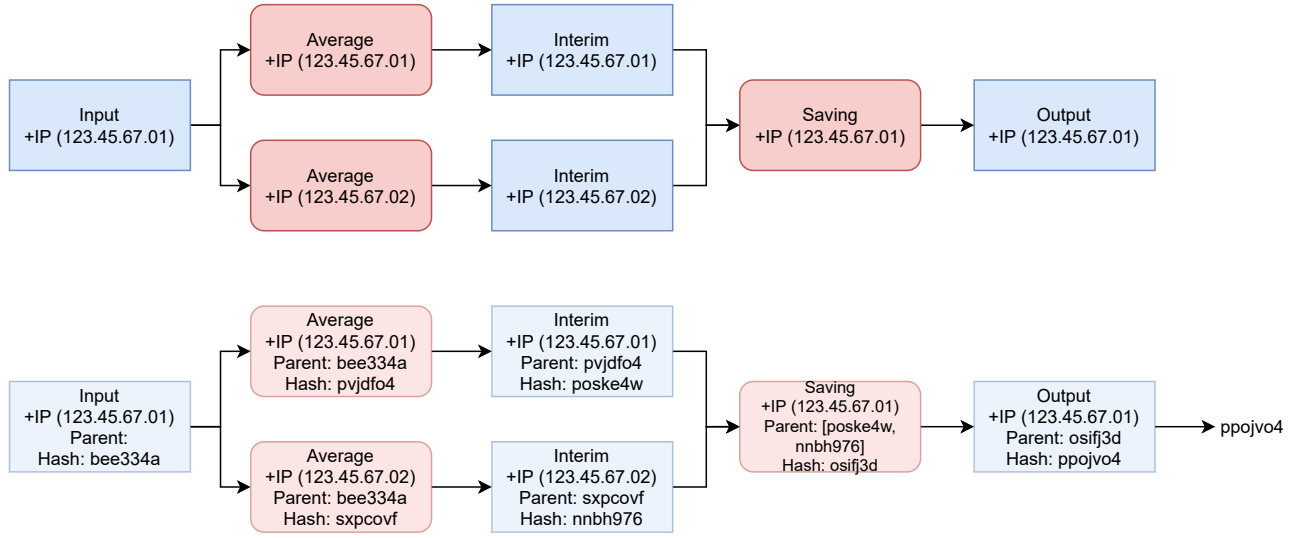 Average
+IP (123.45.67.01)
Interim
+IP (123.45.67.01)
Input
+IP (123.45.67.01)
Saving
+IP (123.45.67.01)
Output
+IP (123.45.67.01)
Average
+IP (123.45.67.02)
Interim
+IP (123.45.67.02)
Average
+IP (123.45.67.01)
Parent: bee334a
Hash: pvjdfo4
Interim
+IP (123.45.67.01)
Parent: pvjdfo4
Hash: poske4w
Input
+IP (123.45.67.01)
Parent:
Hash: bee334a
Saving
+IP (123.45.67.01)
Parent: [poske4w,
nnbh976]
Hash: osifj3d
Output
+IP (123.45.67.01)
Parent: osifj3d
Hash: ppojvo4
ppojvo4
Average
+IP (123.45.67.02)
Parent: bee334a
Hash: sxpcovf
Interim
+IP (123.45.67.02)
Parent: sxpcovf
Hash: nnbh976